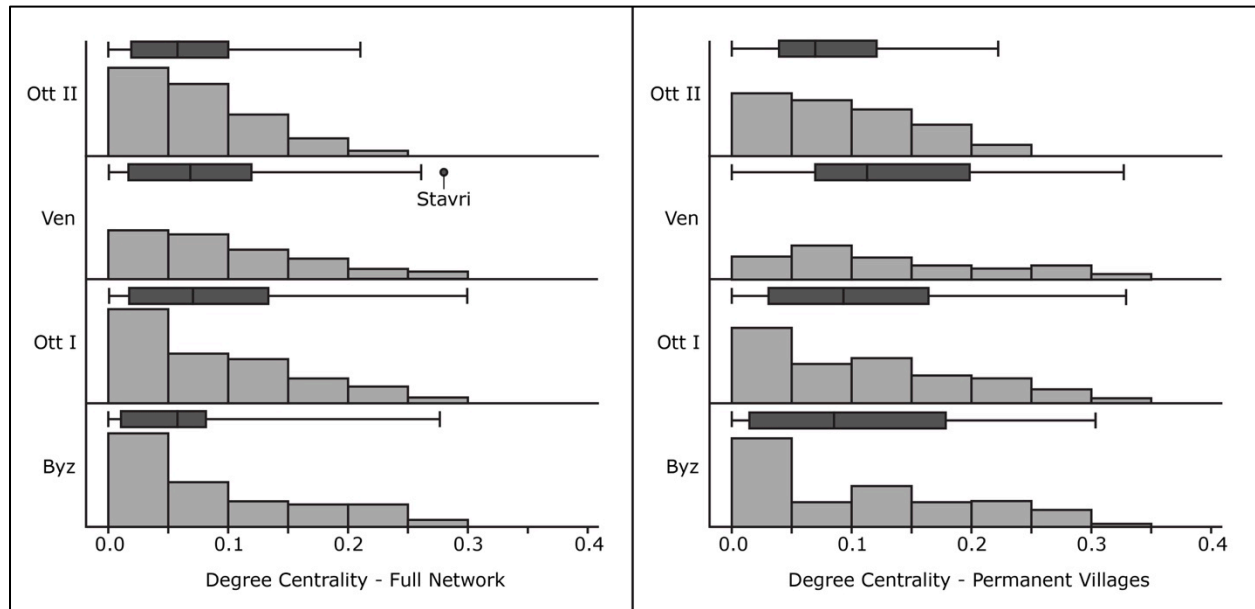 Ott II
Stavri
Ven
Ott I
Byz
0.0 0.1 0.2 0.3 0.4
Degree Centrality - Full Network
Ott II
Ven
Ott I
Byz
0.0 0.1 0.2 0.3 0.4
Degree Centrality - Permanent Villages